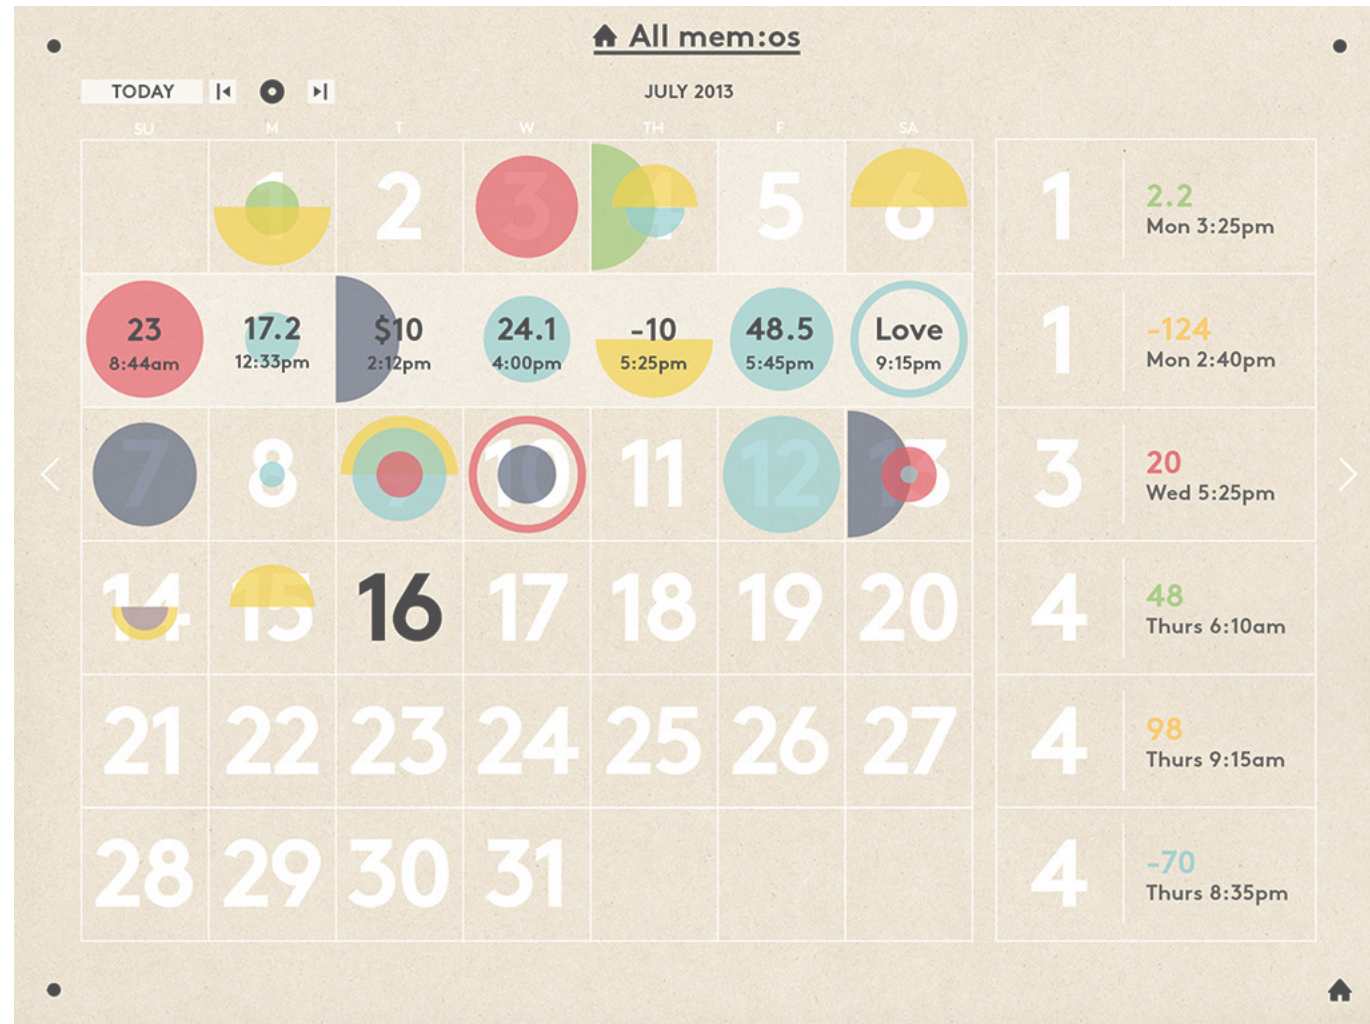 All mem:os
TODAY
JULY 2013
SU M T W TH F SA
1 2 3 4 5 6
1 2.2
Mon 3:25pm
23 17.2 $10 24.1 -10 48.5 Love
8:44am 12:33pm 2:12pm 4:00pm 5:25pm 5:45pm 9:15pm
1 -124
Mon 2:40pm
7 8 9 10 11 12 13
3 20
Wed 5:25pm
14 15 16 17 18 19 20
4 48
Thurs 6:10am
21 22 23 24 25 26 27
4 98
Thurs 9:15am
28 29 30 31
4 -70
Thurs 8:35pm